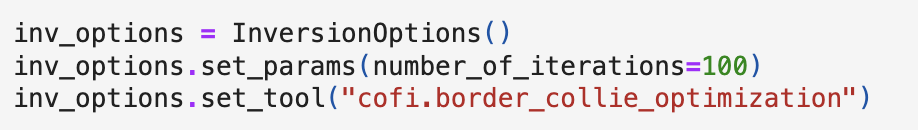 inv_options = InversionOptions()
inv_options.set_params(number_of_iterations=100)
inv_options.set_tool("cofi.border_collie_optimization")